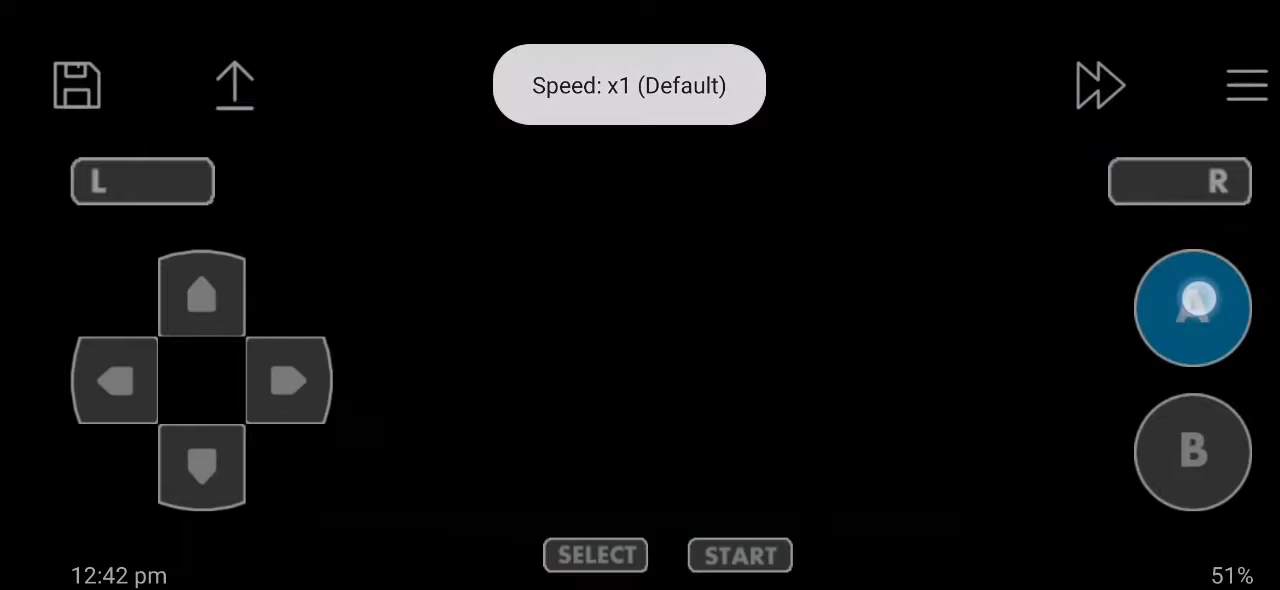 Speed: x1 (Default)
L
R
A
B
SELECT
START
12:42 pm
51%